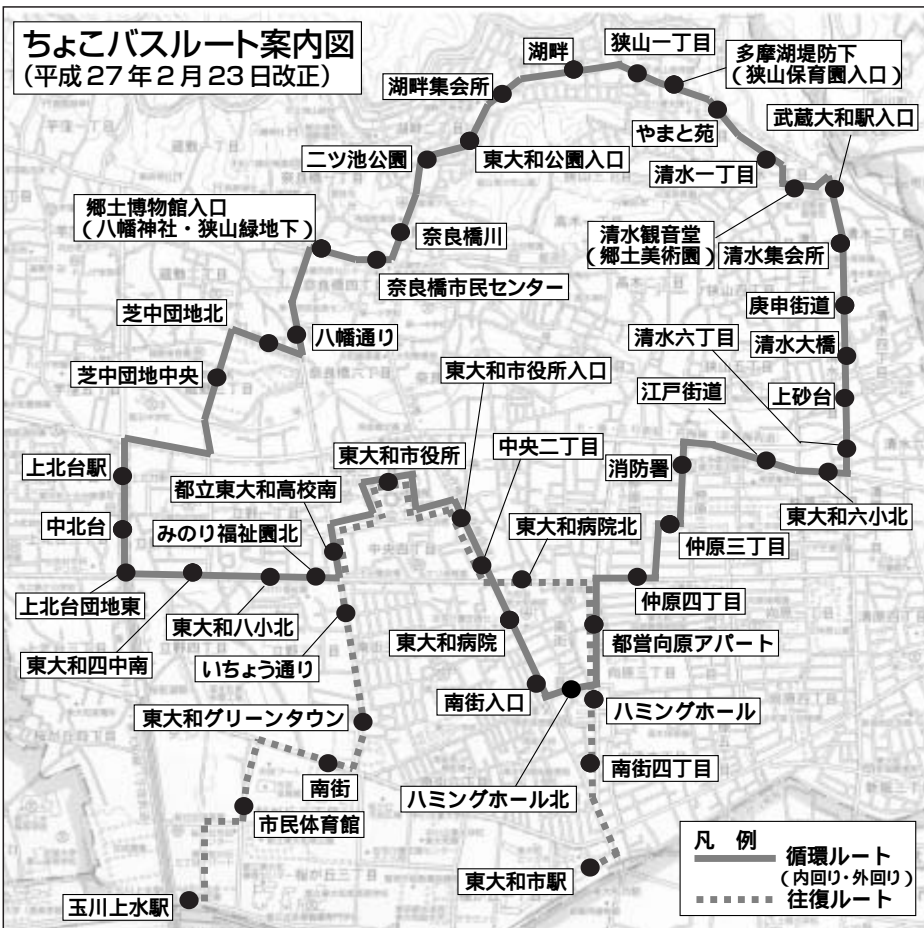 ちょこバスルート案内図
(平成27年2月23日改正)
湖畔
狭山一丁目
多摩湖堤防下
(狭山保育園入口)
湖畔集会所
武蔵大和駅入口
やまと苑
二ツ池公園
東大和公園入口
清水一丁目
郷土博物館入口
(八幡神社・狭山緑地下)
奈良橋川
清水観音堂
(郷土美術園)
清水集会所
奈良橋市民センター
芝中団地北
八幡通り
庚申街道
清水六丁目
清水大橋
芝中団地中央
東大和市役所入口
江戸街道
上砂台
東大和市役所
中央二丁目
上北台駅
消防署
都立東大和高校南
中北台
みのり福祉園北
東大和病院北
東大和六小北
仲原三丁目
上北台団地東
仲原四丁目
東大和八小北
東大和病院
都営向原アパート
東大和四中南
いちょう通り
南街入口
ハミングホール
東大和グリーンタウン
南街
南街四丁目
ハミングホール北
市民体育館
凡 例
循環ルート
(内回り・外回り)
往復ルート
東大和市駅
玉川上水駅